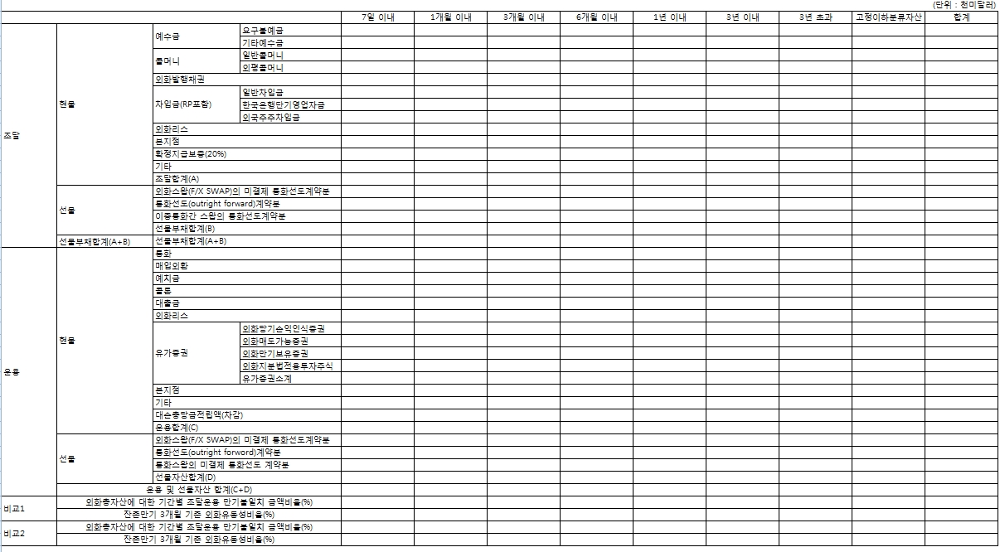 (단위 : 천미달러)
7일 이내 1개월 이내 3개월 이내 6개월 이내 1년 이내 3년 이내 3년 초과 고정이하분류자산 합계
조달 현물 예수금 요구불예금
기타예수금
콜머니 일반콜머니
외평콜머니
외화발행채권
차입금(RP포함) 일반차입금
한국은행단기영업자금
외국주주차입금
외화리스
본지점
확정지급보증(20%)
기타
조달합계(A)
선물 외화스왑(F/X SWAP)의 미결제 통화선도계약분
통화선도(outright forward)계약분
이종통화간 스왑의 통화선도계약분
선물부채합계(B)
선물부채합계(A+B) 선물부채합계(A+B)
운용 현물 통화
매입외환
예치금
콜론
대출금
외화리스
유가증권 외화당기손익인식증권
외화매도가능증권
외화만기보유증권
외화지분법적용투자주식
유가증권소계
본지점
기타
대손충당금적립액(차감)
운용합계(C)
선물 외화스왑(F/X SWAP)의 미결제 통화선도계약분
통화선도(outright forword)계약분
통화스왑의 미결제 통화선도 계약분
선물자산합계(D)
운용 및 선물자산 합계(C+D)
비교1 외화총자산에 대한 기간별 조달운용 만기불일치 금액비율(%)
잔존만기 3개월 기준 외화유동성비율(%)
비교2 외화총자산에 대한 기간별 조달운용 만기불일치 금액비율(%)
잔존만기 3개월 기준 외화유동성비율(%)